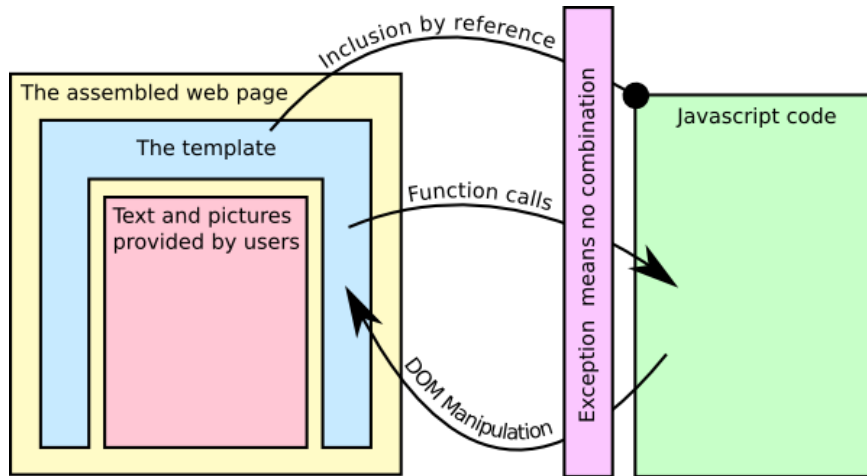 Inclusion by reference
The assembled web page
The template
Text and pictures
provided by users
Function calls
DOM Manipulation
Exception means no combination
Javascript code